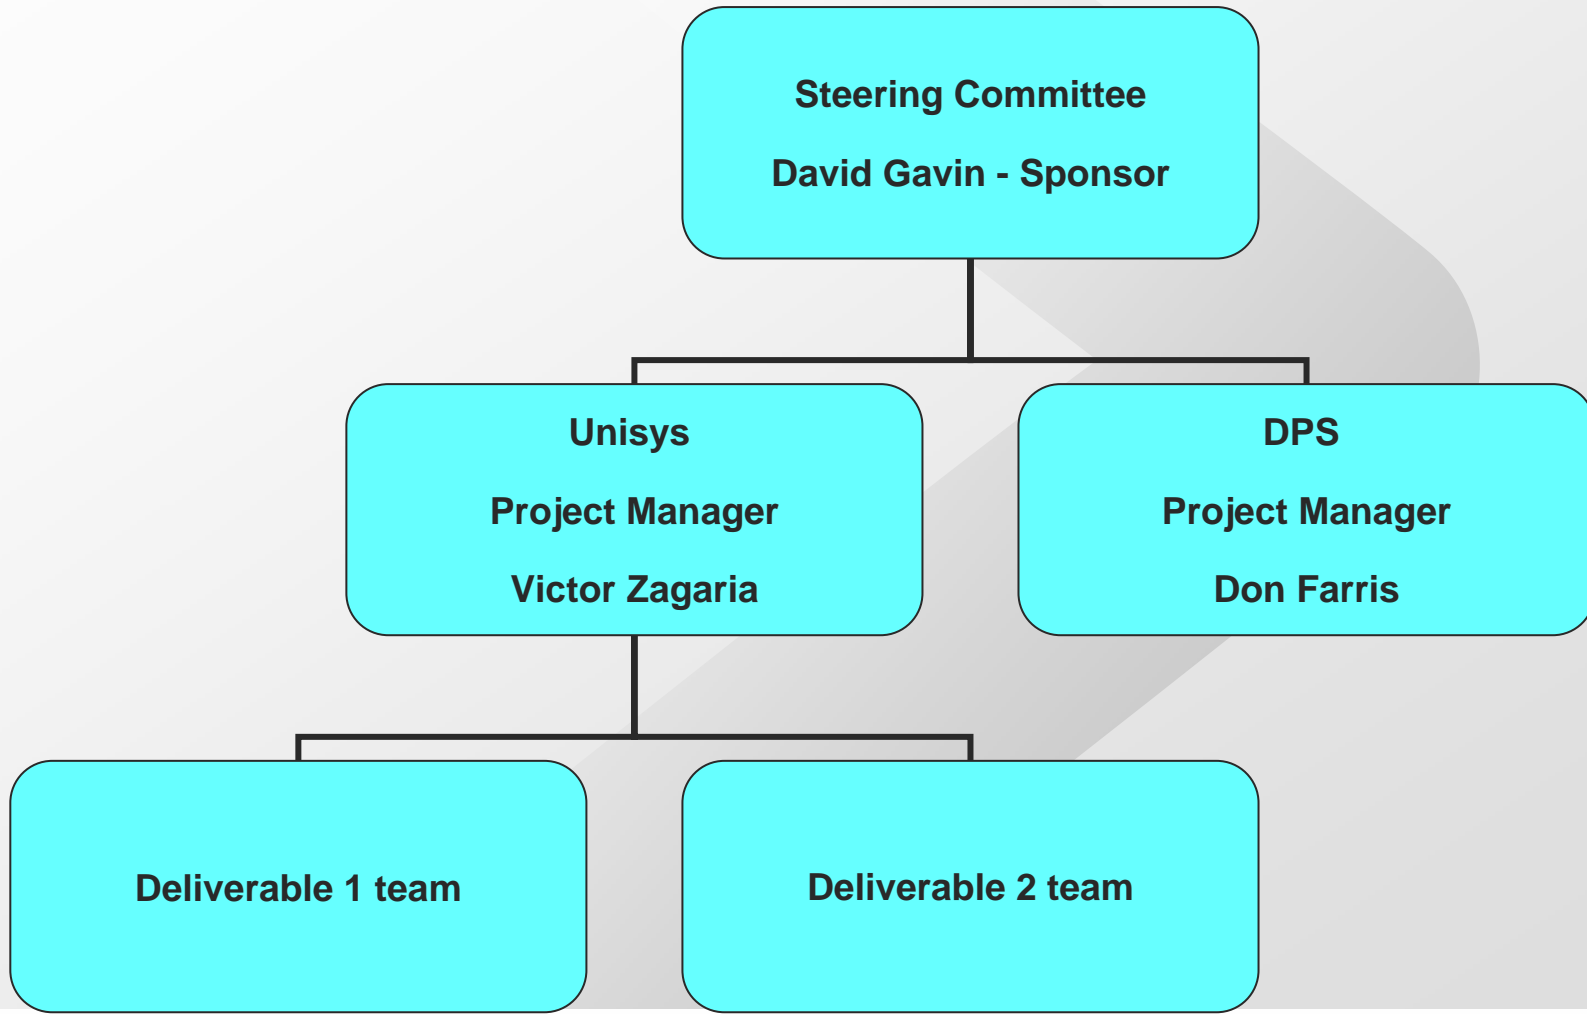 Steering Committee
David Gavin - Sponsor
Unisys
Project Manager
Victor Zagaria
DPS
Project Manager
Don Farris
Deliverable 1 team
Deliverable 2 team